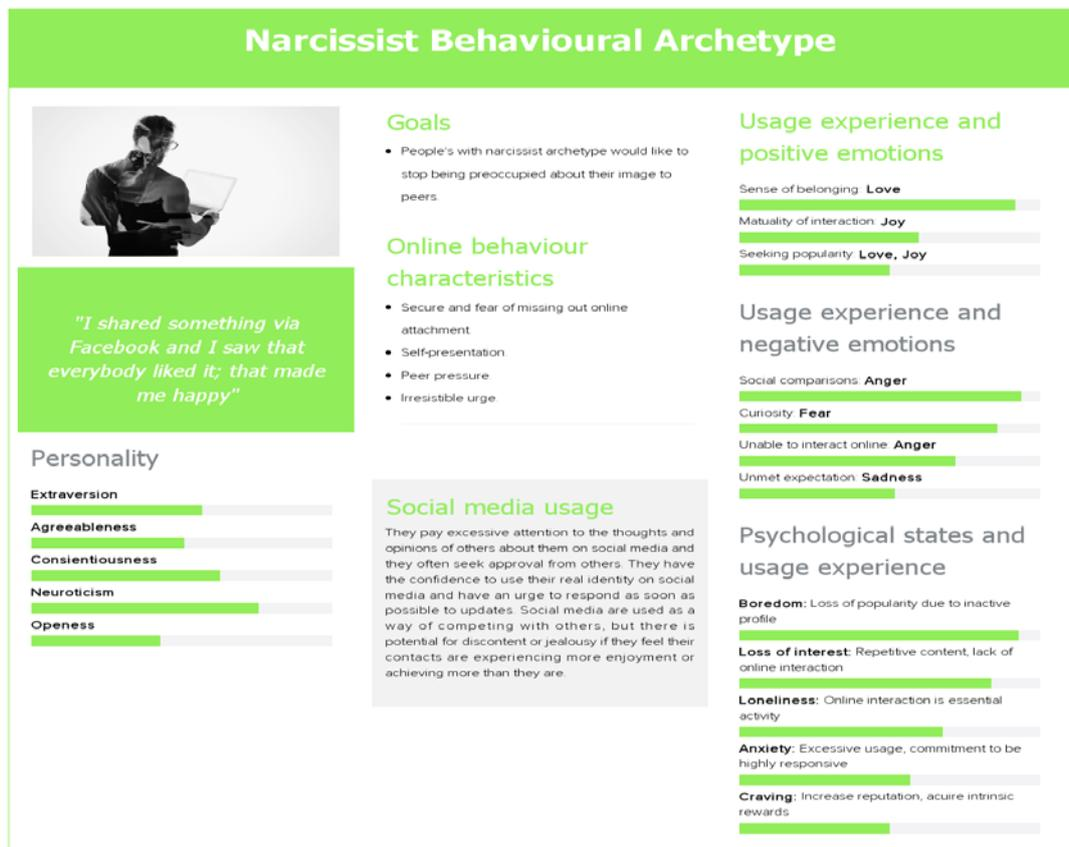 Narcissist Behavioural Archetype
"I shared something via
Facebook and I saw that
everybody liked it; that made
me happy"
Personality
Extraversion
Agreeableness
Consientiousness
Neuroticism
Openess
Goals
• People's with narcissist archetype would like to
stop being preoccupied about their image to
peers.
Online behaviour
characteristics
• Secure and fear of missing out online
attachment.
• Self-presentation.
• Peer pressure.
• Irresistible urge.
Social media usage
They pay excessive attention to the thoughts and
opinions of others about them on social media and
they often seek approval from others. They have
the confidence to use their real identity on social
media and have an urge to respond as soon as
possible to updates. Social media are used as a
way of competing with others, but there is
potential for discontent or jealousy if they feel their
contacts are experiencing more enjoyment or
achieving more than they are.
Usage experience and
positive emotions
Sense of belonging: Love
Matuality of interaction: Joy
Seeking popularity: Love, Joy
Usage experience and
negative emotions
Social comparisons: Anger
Curiosity: Fear
Unable to interact online: Anger
Unmet expectation: Sadness
Psychological states and
usage experience
Boredom: Loss of popularity due to inactive
profile
Loss of interest: Repetitive content, lack of
online interaction
Loneliness: Online interaction is essential
activity
Anxiety: Excessive usage, commitment to be
highly responsive
Craving: Increase reputation, acuire intrinsic
rewards